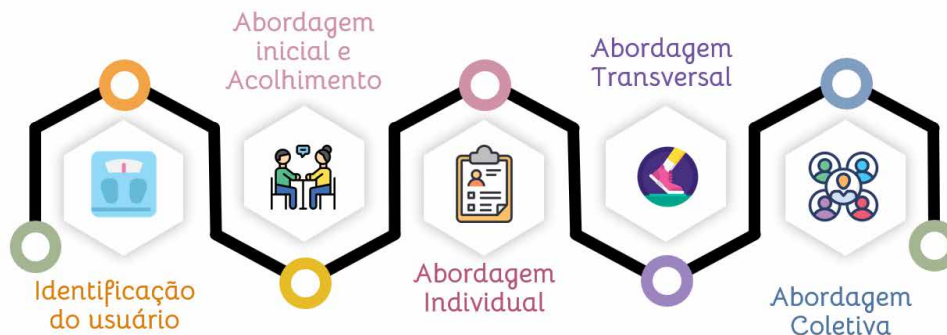 Identificação
do usuário
Abordagem
inicial e
Acolhimento
Abordagem
Individual
Abordagem
Transversal
Abordagem
Coletiva